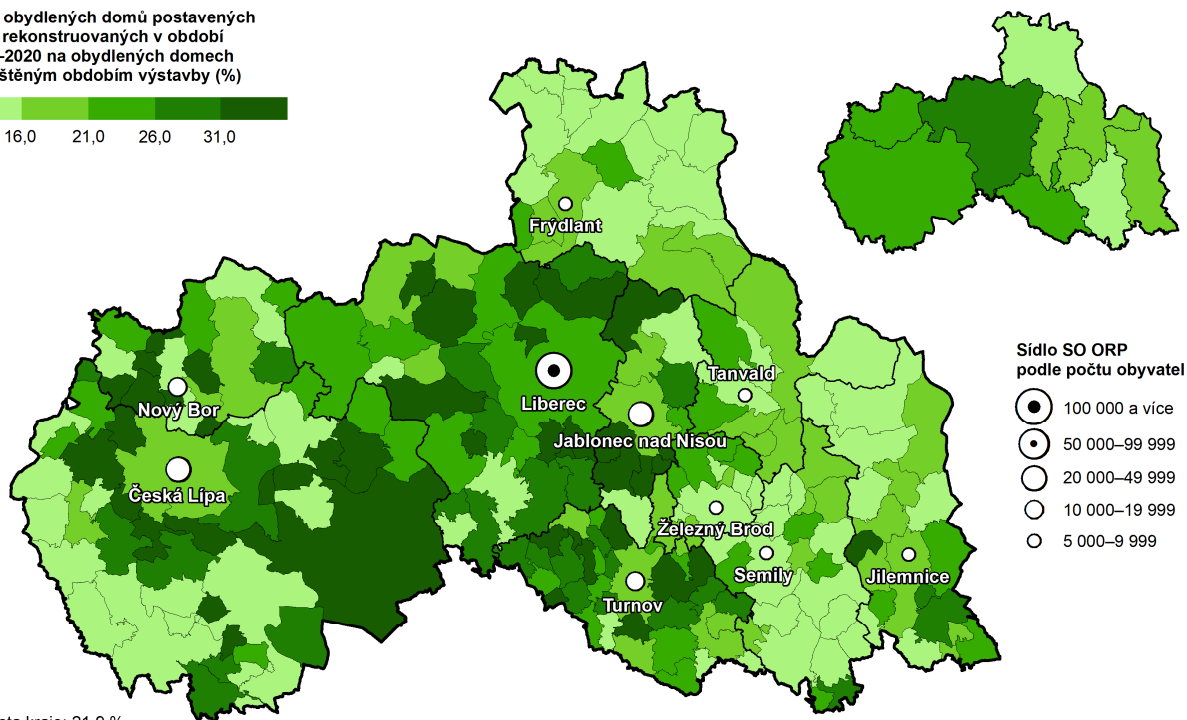 obydlených domů postavených
rekonstruovaných v období
–2020 na obydlených domech
štěným obdobím výstavby (%)
16,0 21,0 26,0 31,0
Frýdlant
Liberec
Tanvald
Nový Bor
Jablonec nad Nisou
Česká Lípa
Železný Brod
Semily
Jilemnice
Turnov
Sídlo SO ORP
podle počtu obyvatel
100 000 a více
50 000–99 999
20 000–49 999
10 000–19 999
5 000–9 999